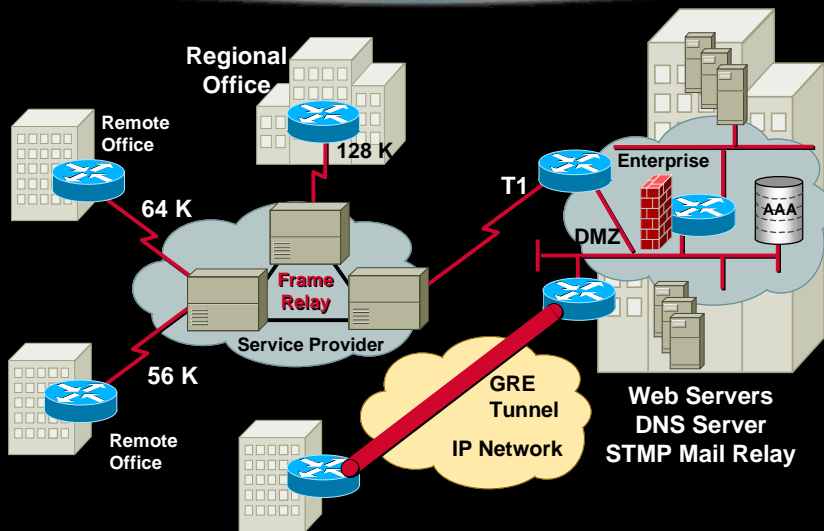 Regional
Office
Remote
Office
128 K
64 K
T1
Enterprise
AAA
DMZ
Frame
Relay
Service Provider
56 K
Remote
Office
GRE
Tunnel
IP Network
Web Servers
DNS Server
STMP Mail Relay